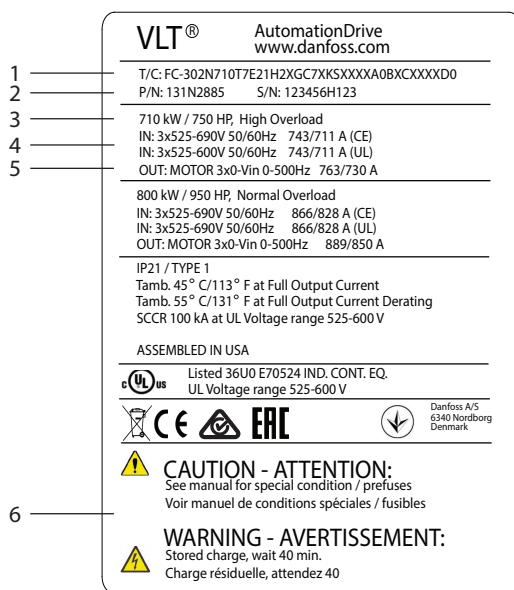 VLT® AutomationDrive
www.danfoss.com
1 T/C: FC-302N710T7E21H2XGC7XKSXXXXA0BXCXXXXD0
2 P/N: 131N2885 S/N: 123456H123
3 710 kW / 750 HP, High Overload
4 IN: 3x525-690V 50/60Hz 743/711 A (CE)
IN: 3x525-600V 50/60Hz 743/711 A (UL)
5 OUT: MOTOR 3x0-Vin 0-500Hz 763/730 A
800 kW / 950 HP, Normal Overload
IN: 3x525-690V 50/60Hz 866/828 A (CE)
IN: 3x525-690V 50/60Hz 866/828 A (UL)
OUT: MOTOR 3x0-Vin 0-500Hz 889/850 A
IP21 / TYPE 1
Tamb. 45° C/113° F at Full Output Current
Tamb. 55° C/131° F at Full Output Current Derating
SCCR 100 kA at UL Voltage range 525-600 V
ASSEMBLED IN USA
c UL us Listed 36U0 E70524 IND. CONT. EQ.
UL Voltage range 525-600 V
CE EAC
Danfoss A/S
6340 Nordborg
Denmark
CAUTION - ATTENTION:
See manual for special condition / prefuses
Voir manuel de conditions spéciales / fusibles
6
WARNING - AVERTISSEMENT:
Stored charge, wait 40 min.
Charge résiduelle, attendez 40